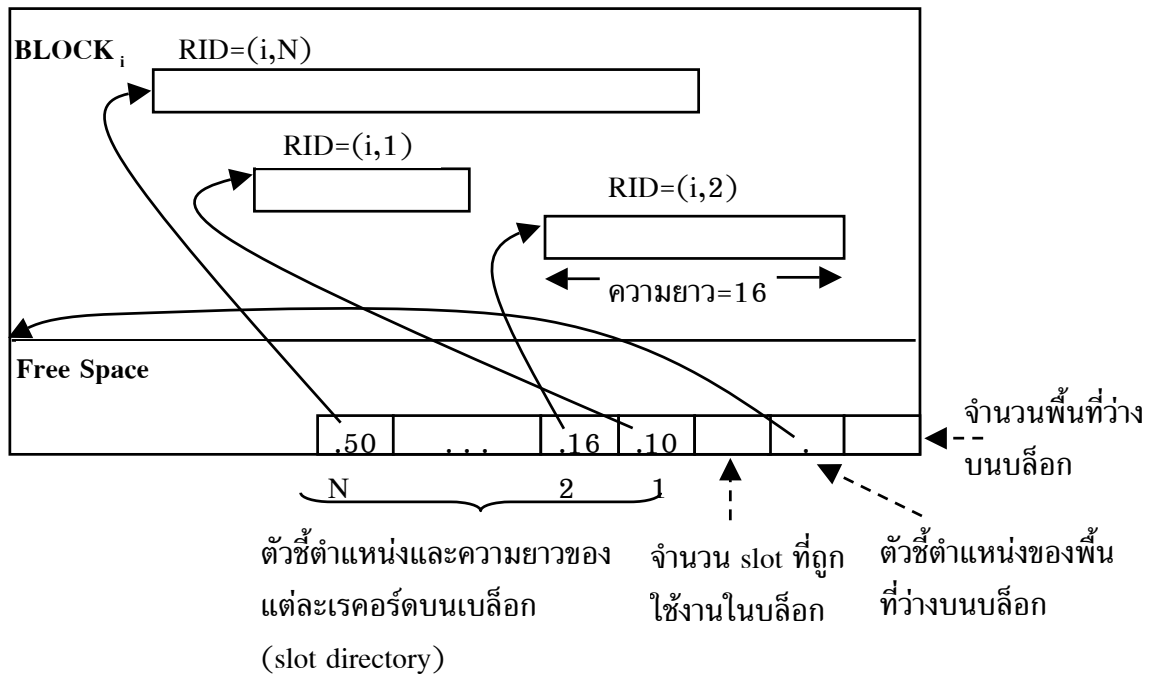 BLOCK i RID=(i,N)
RID=(i,1)
RID=(i,2)
ความยาว=16
Free Space
.50 ... .16 .10 .
N 2 1
จำนวนพื้นที่ว่าง
บนบล็อก
ตัวชี้ตำแหน่งและความยาวของ
แต่ละเรคอร์ดบนเบล็อก
(slot directory)
จำนวน slot ที่ถูก
ใช้งานในบล็อก
ตัวชี้ตำแหน่งของพื้น
ที่ว่างบนบล็อก